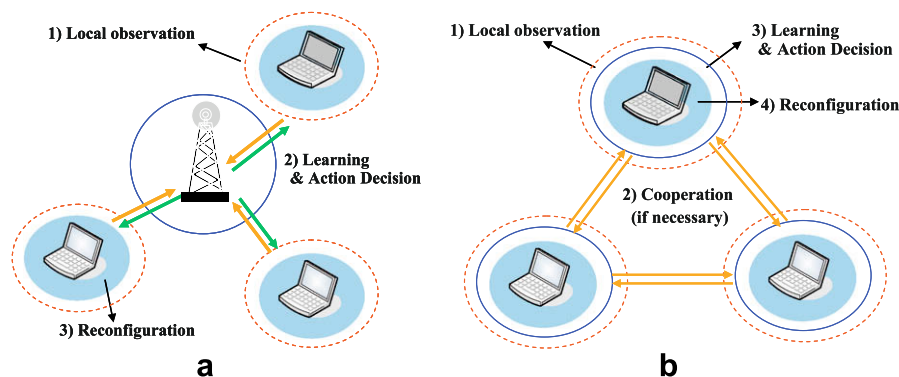 1) Local observation
2) Learning
& Action Decision
3) Reconfiguration
a
1) Local observation
3) Learning
& Action Decision
4) Reconfiguration
2) Cooperation
(if necessary)
b